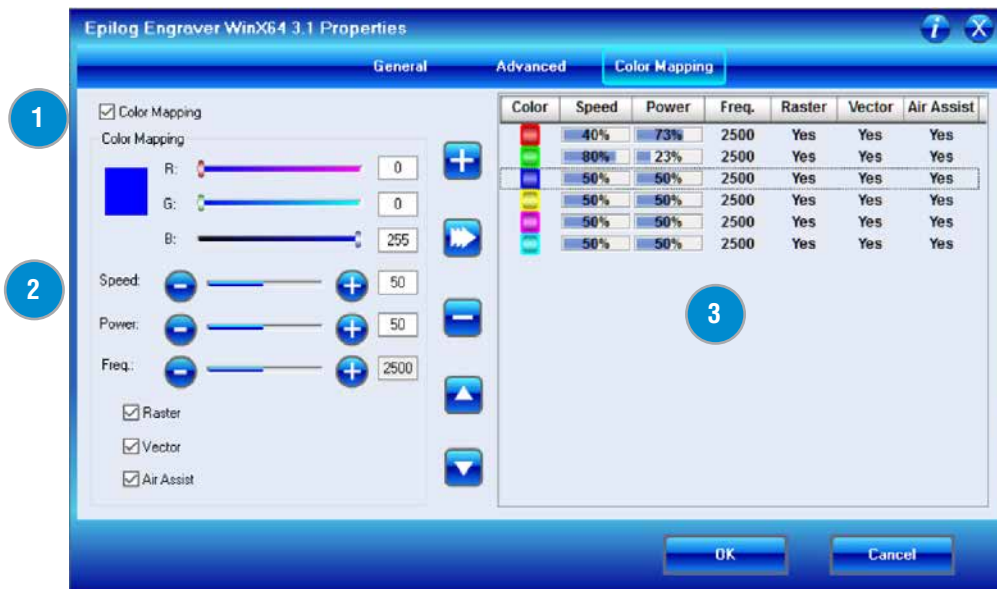 Epilog Engraver WinX64 3.1 Properties
i X
General Advanced Color Mapping
1
Color Mapping
Color Mapping
R: 0
G: 0
B: 255
2
Speed: 50
Power: 50
Freq.: 2500
Raster
Vector
Air Assist
Color Speed Power Freq. Raster Vector Air Assist
40% 73% 2500 Yes Yes Yes
80% 23% 2500 Yes Yes Yes
50% 50% 2500 Yes Yes Yes
50% 50% 2500 Yes Yes Yes
50% 50% 2500 Yes Yes Yes
50% 50% 2500 Yes Yes Yes
3
OK Cancel